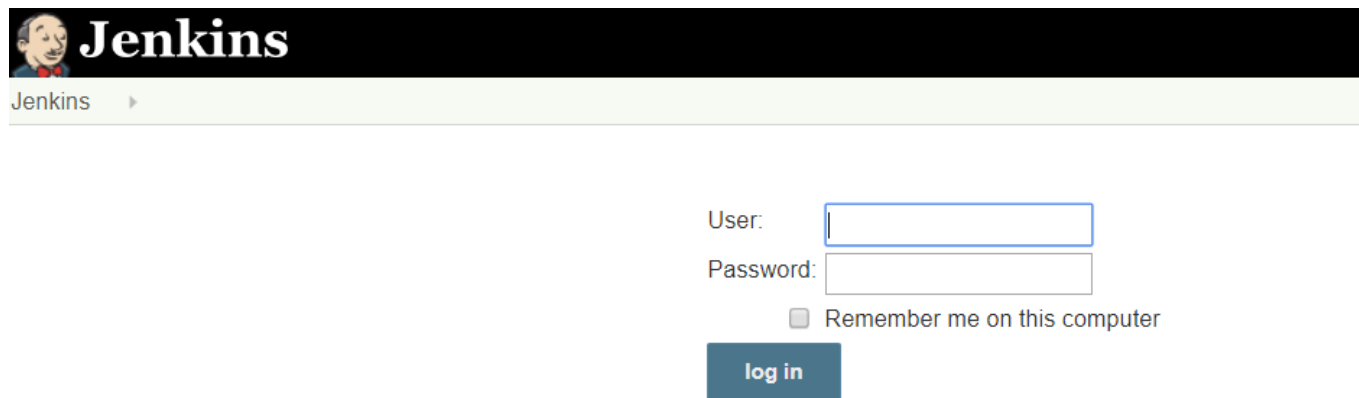 Jenkins
Jenkins
User:
Password:
Remember me on this computer
log in